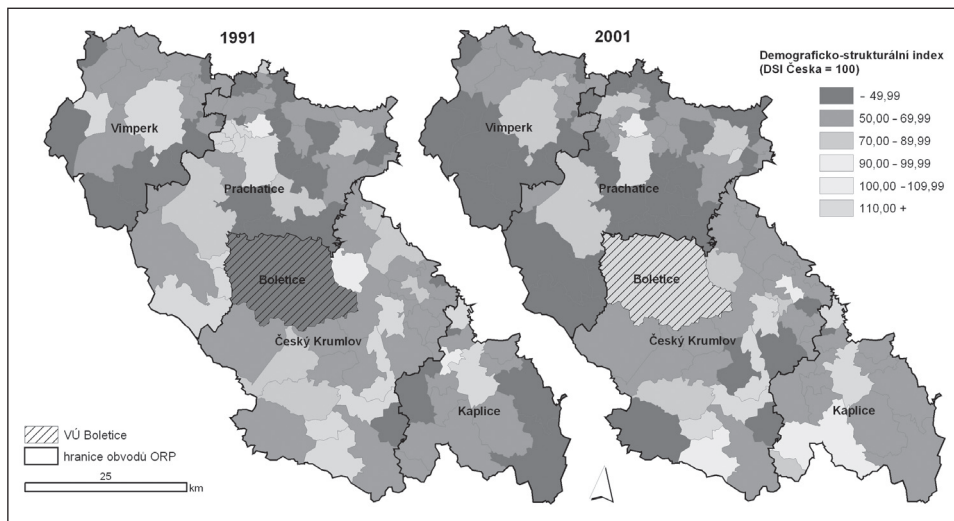 1991
2001
Demograficko-strukturální index
(DSI Česka = 100)
- 49,99
50,00 - 69,99
70,00 - 89,99
90,00 - 99,99
100,00 - 109,99
110,00 +
Vimperk
Prachatice
Boletice
Český Krumlov
Kaplice
Vimperk
Prachatice
Boletice
Český Krumlov
Kaplice
VÚ Boletice
hranice obvodů ORP
25
km